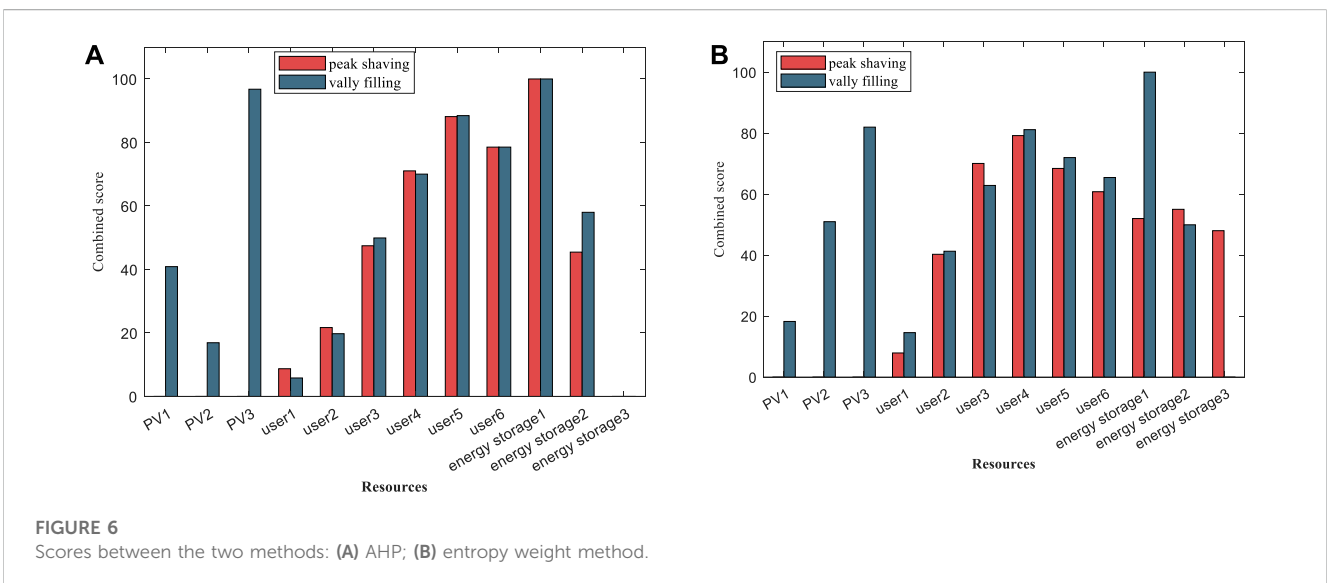 A
peak shaving
vally filling
100
80
60
40
20
0
Combined score
PV1
PV2
PV3
user1
user2
user3
user4
user5
user6
energy storage1
energy storage2
energy storage3
Resources
B
peak shaving
vally filling
100
80
60
40
20
0
Combined score
PV1
PV2
PV3
user1
user2
user3
user4
user5
user6
energy storage1
energy storage2
energy storage3
Resources
FIGURE 6
Scores between the two methods: (A) AHP; (B) entropy weight method.